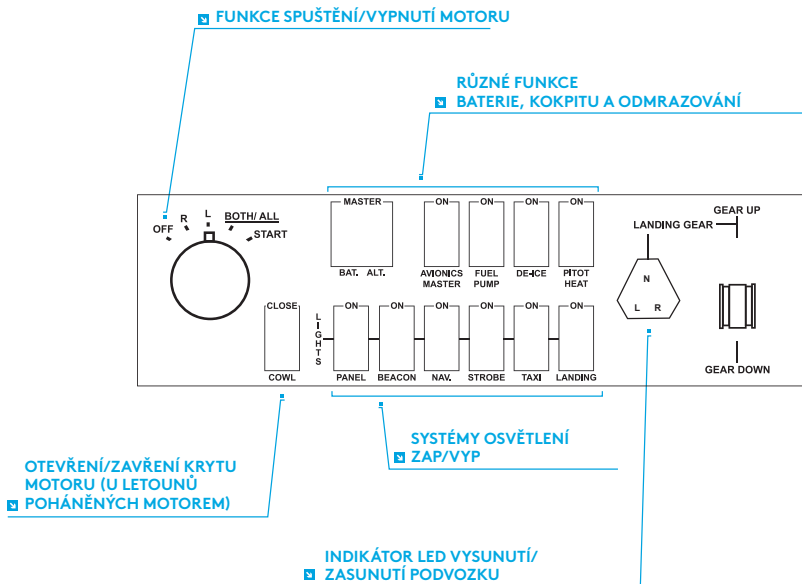 FUNKCE SPUŠTĚNÍ/VYPNUTÍ MOTORU
RŮZNÉ FUNKCE
BATERIE, KOKPITU A ODMRAZOVÁNÍ
OFF
R
L
BOTH/ ALL
START
MASTER
BAT. ALT.
ON
AVIONICS
MASTER
ON
FUEL
PUMP
ON
DE-ICE
ON
PITOT
HEAT
LANDING GEAR
GEAR UP
N
L R
GEAR DOWN
CLOSE
COWL
LIGHTS
ON
PANEL
ON
BEACON
ON
NAV.
ON
STROBE
ON
TAXI
ON
LANDING
SYSTÉMY OSVĚTLENÍ
ZAP/VYP
OTEVŘENÍ/ZAVŘENÍ KRYTU
MOTORU (U LETOUNŮ
POHÁNĚNÝCH MOTOREM)
INDIKÁTOR LED VYSUNUTÍ/
ZASUNUTÍ PODVOZKU